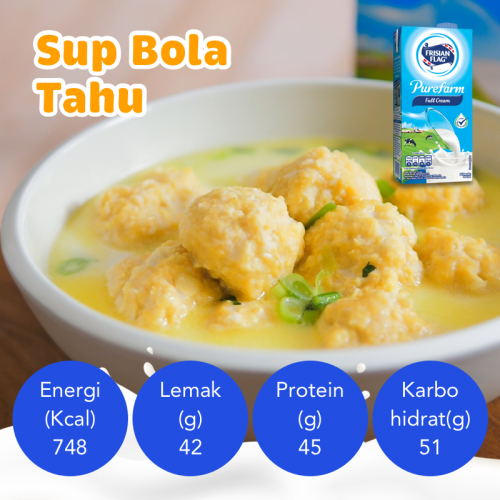 Sup Bola
Tahu
FRISIAN
FLAG
Purefarm
Full Cream
Energi
(Kcal)
748
Lemak
(g)
42
Protein
(g)
45
Karbo
hidrat(g)
51